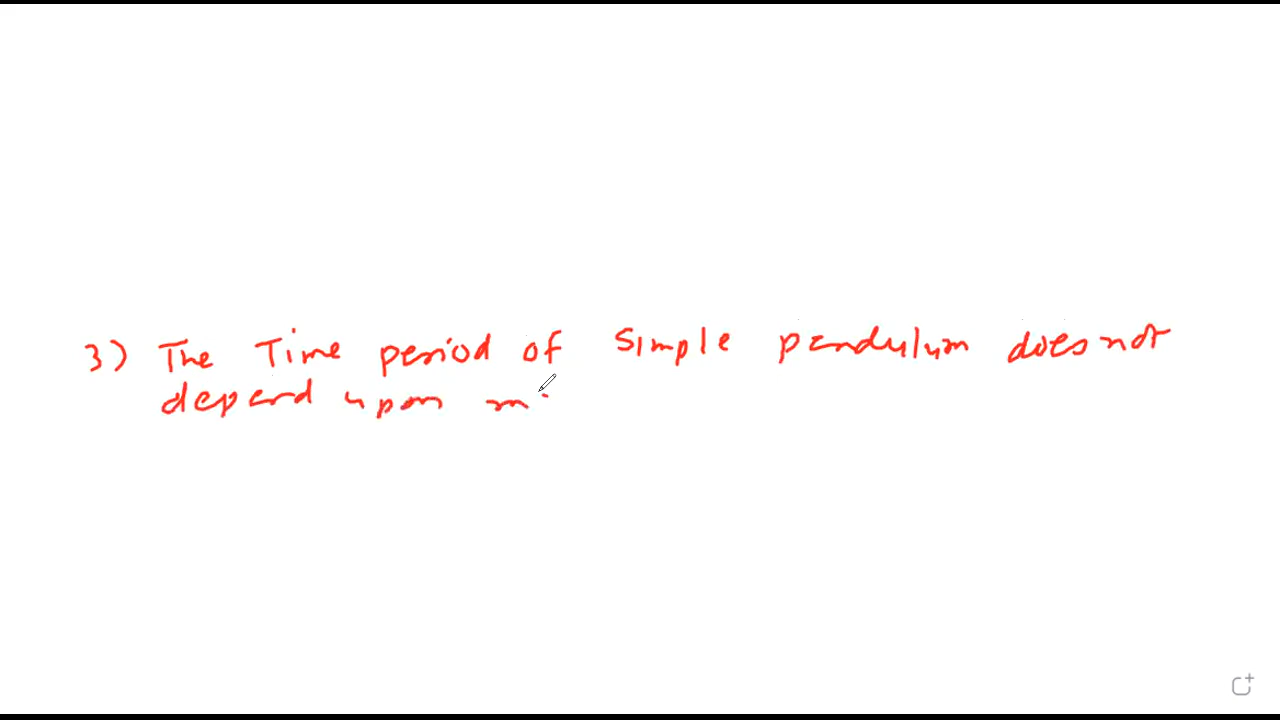 3) The Time period of Simple pendulum does not
depend upon m